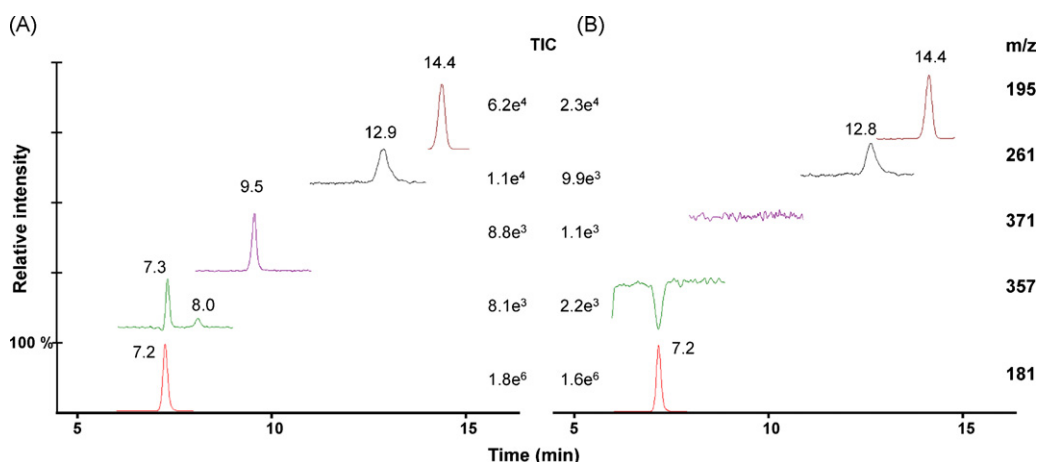 (A)
(B)
TIC
m/z
14.4
14.4
195
6.2e⁴
2.3e⁴
12.9
12.8
261
1.1e⁴
9.9e³
9.5
371
8.8e³
1.1e³
7.3
8.0
357
8.1e³
2.2e³
100 %
7.2
7.2
181
1.8e⁶
1.6e⁶
Relative intensity
5
10
15
5
10
15
Time (min)